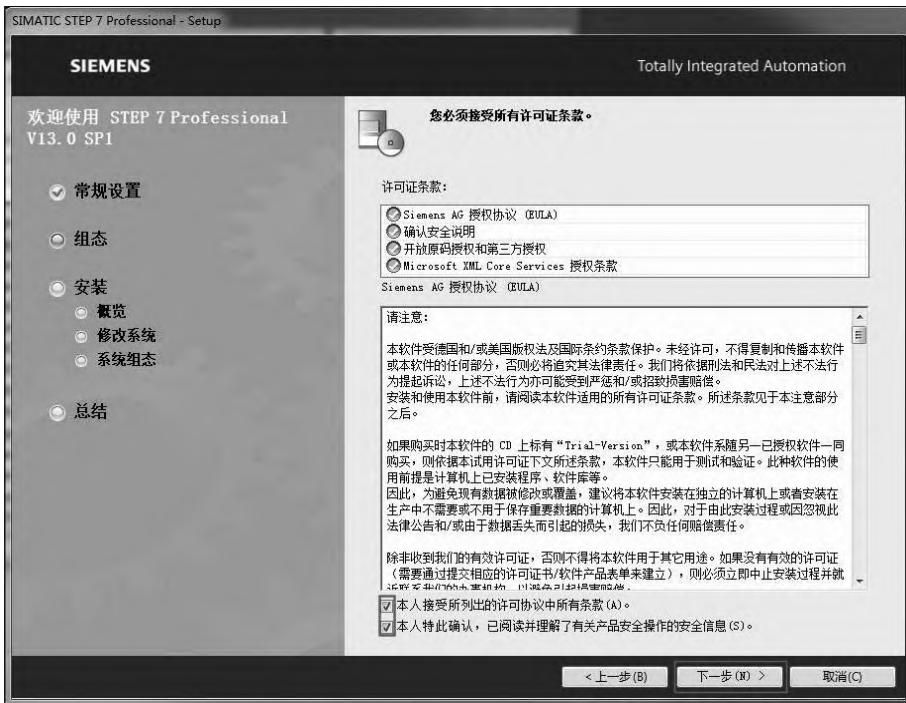 SIMATIC STEP 7 Professional - Setup
SIEMENS
Totally Integrated Automation
欢迎使用 STEP 7 Professional
V13.0 SP1
常规设置
组态
安装
概览
修改系统
系统组态
总结
您必须接受所有许可证条款。
许可证条款:
Siemens AG 授权协议 (EULA)
确认安全说明
开放原码授权和第三方授权
Microsoft XML Core Services 授权条款
Siemens AG 授权协议 (EULA)
请注意:
本软件受德国和/或美国版权法及国际条约条款保护。未经许可，不得复制和传播本软件
或本软件的任何部分，否则必将追究其法律责任。我们将依据刑法和民法对上述不法行
为提起诉讼，上述不法行为亦可能受到严惩和/或招致损害赔偿。
安装和使用本软件前，请阅读本软件适用的所有许可证条款。所述条款见于本注意部分
之后。
如果购买时本软件的 CD 上标有“Trial-Version”，或本软件系随另一已授权软件一同
购买，则依据本试用许可证下文所述条款，本软件只能用于测试和验证。此种软件的使
用前提是计算机上已安装程序、软件库等。
因此，为避免现有数据被修改或覆盖，建议将本软件安装在独立的计算机上或者安装在
生产中不需要或不用于保存重要数据的计算机上。因此，对于由此安装过程或因忽视此
法律公告和/或由于数据丢失而引起的损失，我们不负任何赔偿责任。
除非收到我们的有效许可证，否则不得将本软件用于其它用途。如果没有有效的许可证
（需要通过提交相应的许可证书/软件产品表单来建立），则必须立即中止安装过程并就
近联系我们的办事机构，以避免引起损害赔偿。
本人接受所列出的许可协议中所有条款(A)。
本人特此确认，已阅读并理解了有关产品安全操作的安全信息(S)。
<上一步(B)
下一步(N) >
取消(C)